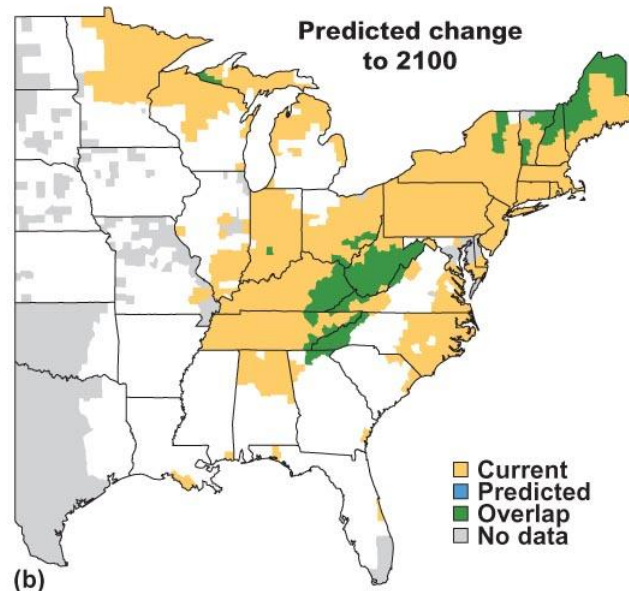 Predicted change
to 2100
Current
Predicted
Overlap
No data
(b)